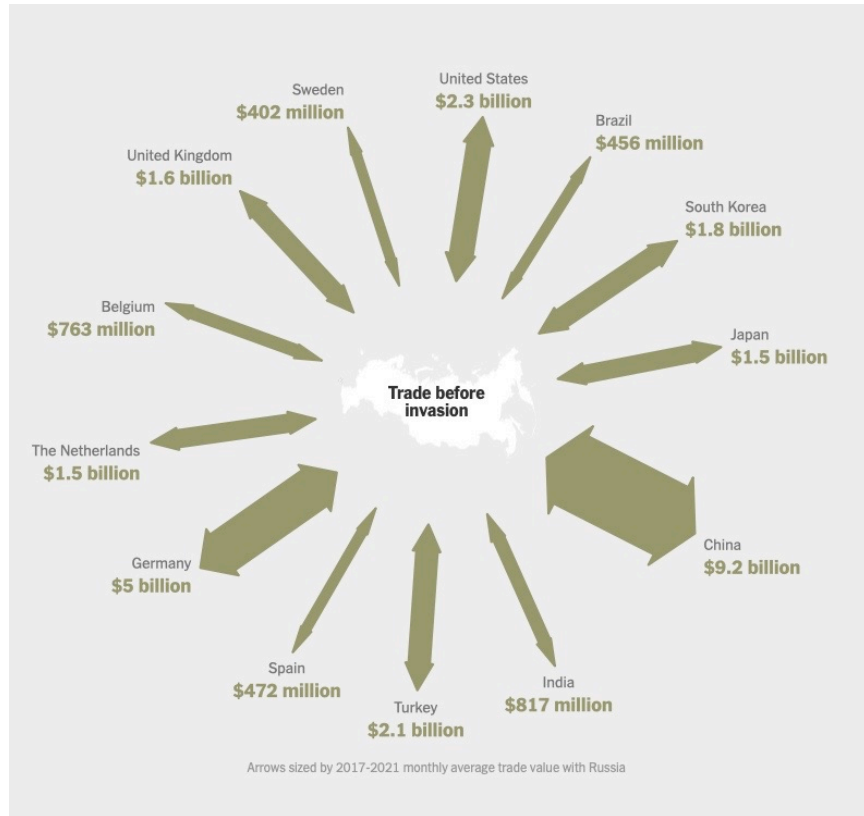 United States
$2.3 billion
Sweden
$402 million
Brazil
$456 million
United Kingdom
$1.6 billion
South Korea
$1.8 billion
Belgium
$763 million
Japan
$1.5 billion
Trade before
invasion
The Netherlands
$1.5 billion
China
$9.2 billion
Germany
$5 billion
Spain
$472 million
India
$817 million
Turkey
$2.1 billion
Arrows sized by 2017-2021 monthly average trade value with Russia